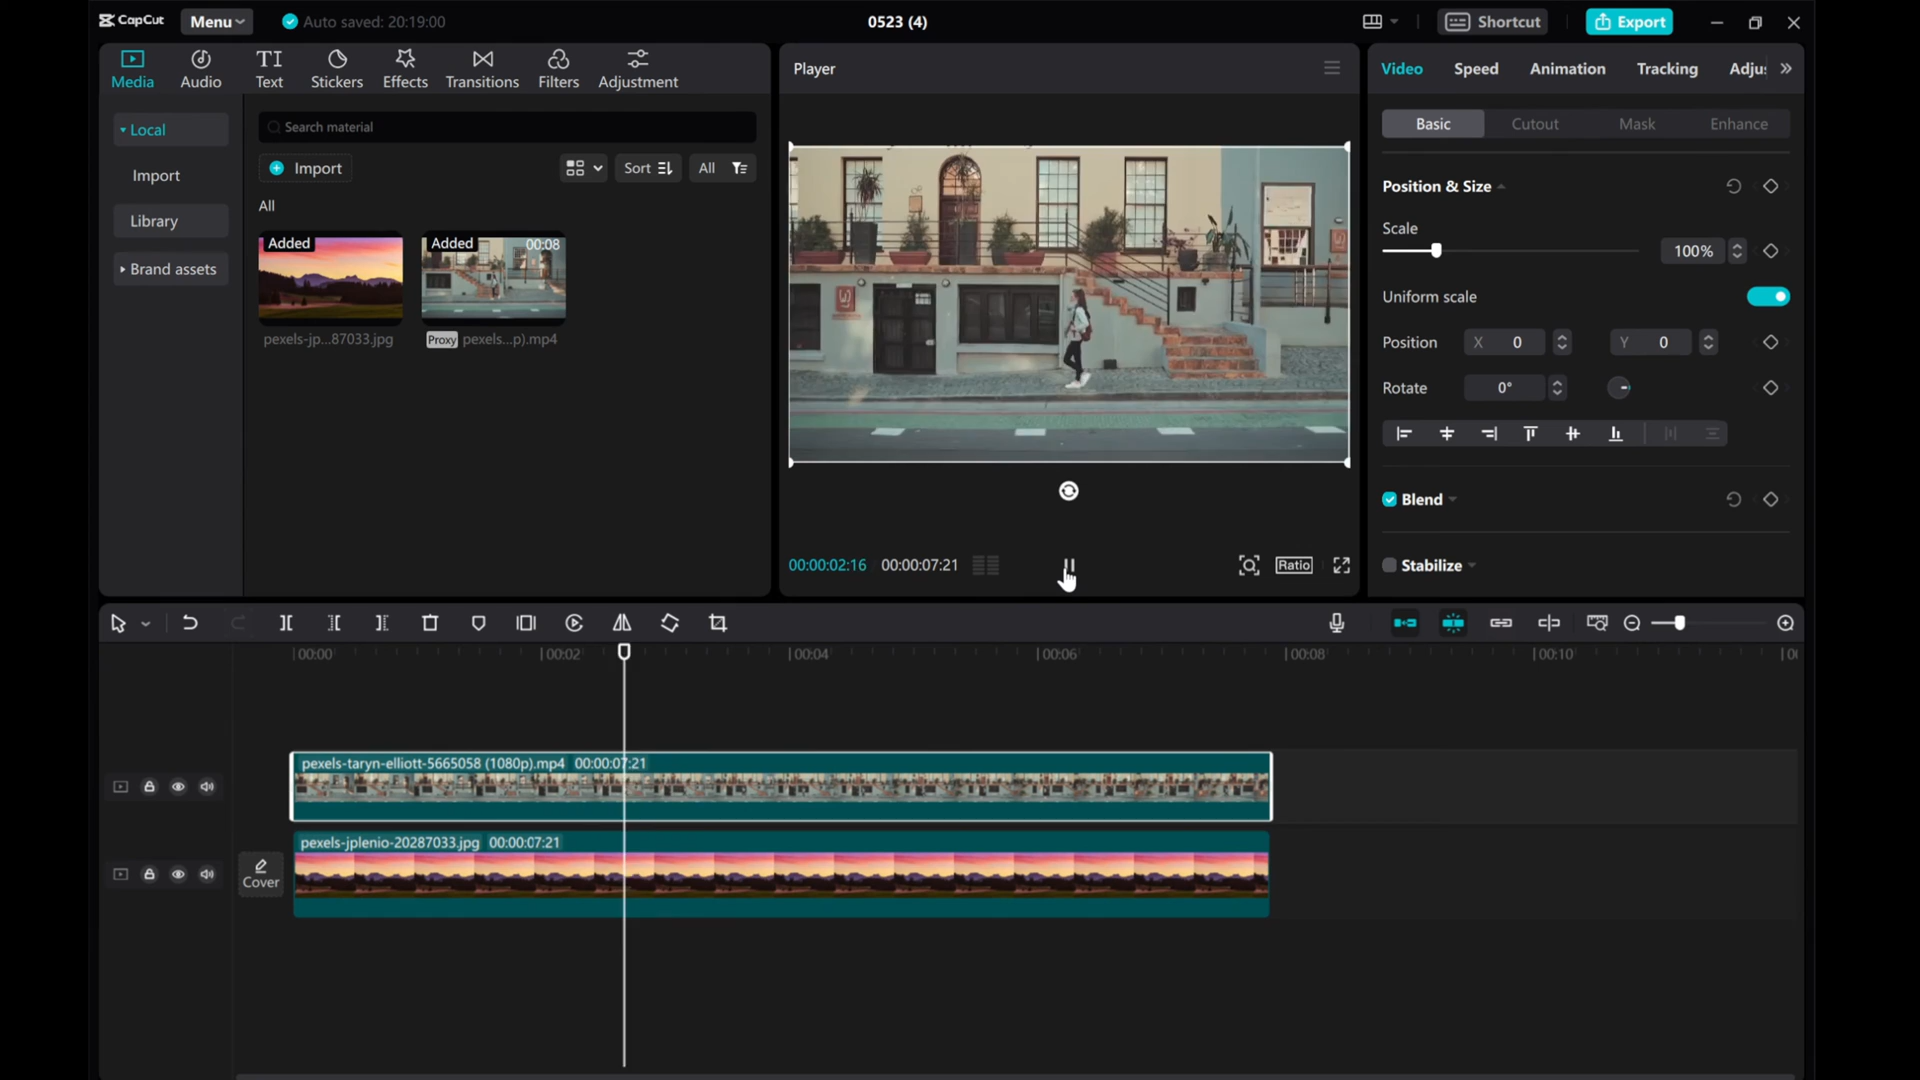 CapCut
Menu
Auto saved: 20:19:00
0523 (4)
Shortcut
Export
Media
Audio
TI
Text
Stickers
Effects
Transitions
Filters
Adjustment
Local
Import
Library
Brand assets
Search material
Import
Sort
All
All
Added
pexels-jp...87033.jpg
Added
00:08
Proxy
pexels...p).mp4
Player
00:00:02:16
00:00:07:21
Ratio
Video
Speed
Animation
Tracking
Adju
Basic
Cutout
Mask
Enhance
Position & Size
Scale
100%
Uniform scale
Position
X 0
Y 0
Rotate
0°
Blend
Stabilize
00:00
00:02
00:04
00:06
00:08
00:10
pexels-taryn-elliott-5665058 (1080p).mp4 00:00:07:21
Cover
pexels-jplenio-20287033.jpg 00:00:07:21